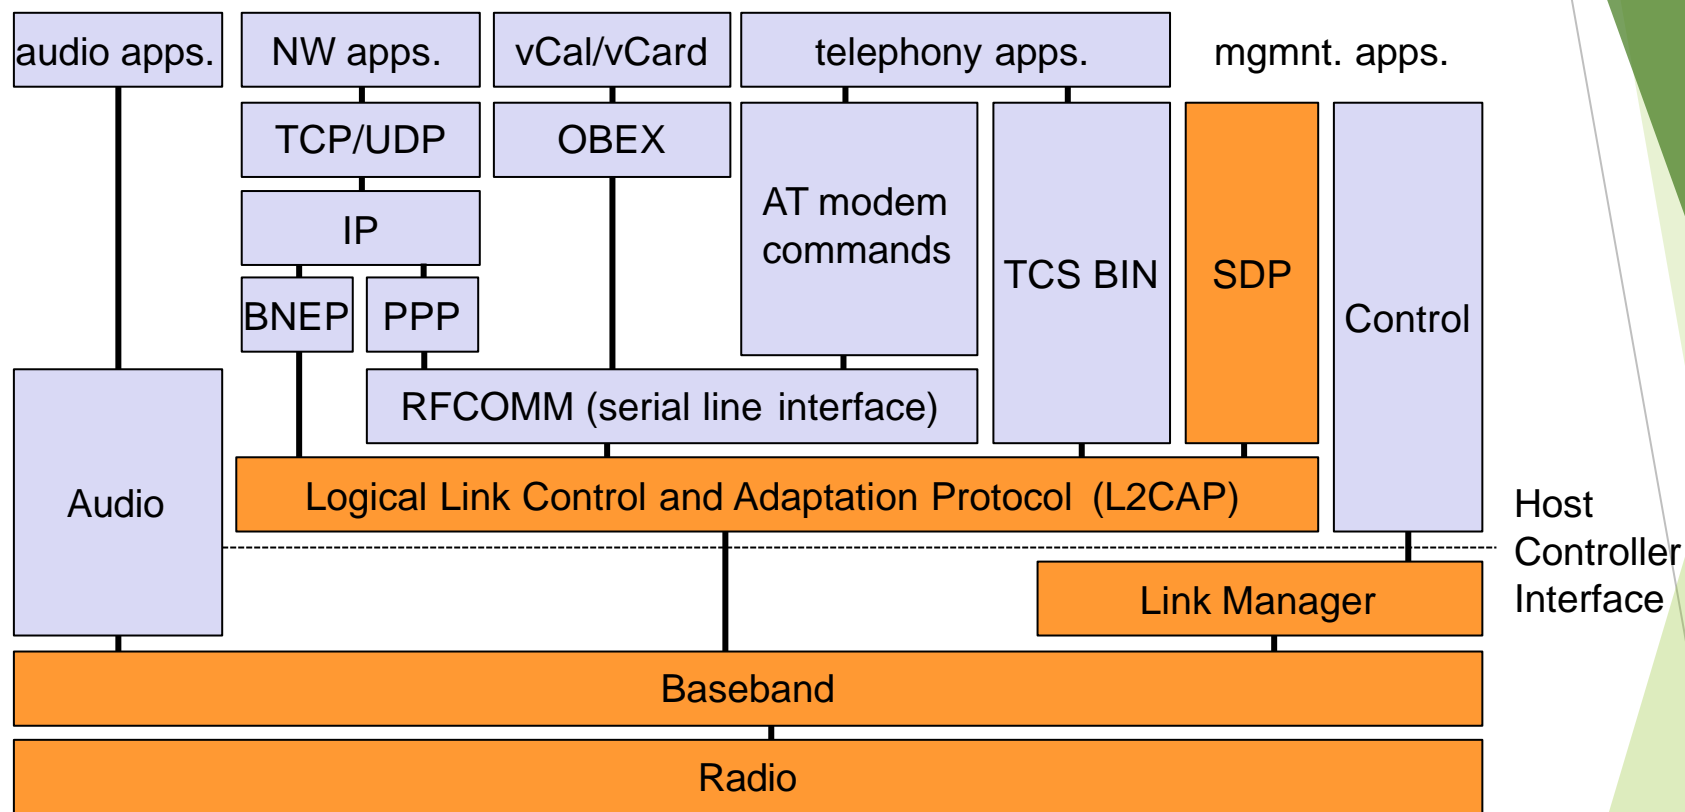 audio apps.
NW apps.
vCal/vCard
telephony apps.
mgmnt. apps.
TCP/UDP
OBEX
AT modem
commands
TCS BIN
SDP
Control
IP
BNEP
PPP
RFCOMM (serial line interface)
Audio
Logical Link Control and Adaptation Protocol (L2CAP)
Host
Controller
Interface
Link Manager
Baseband
Radio